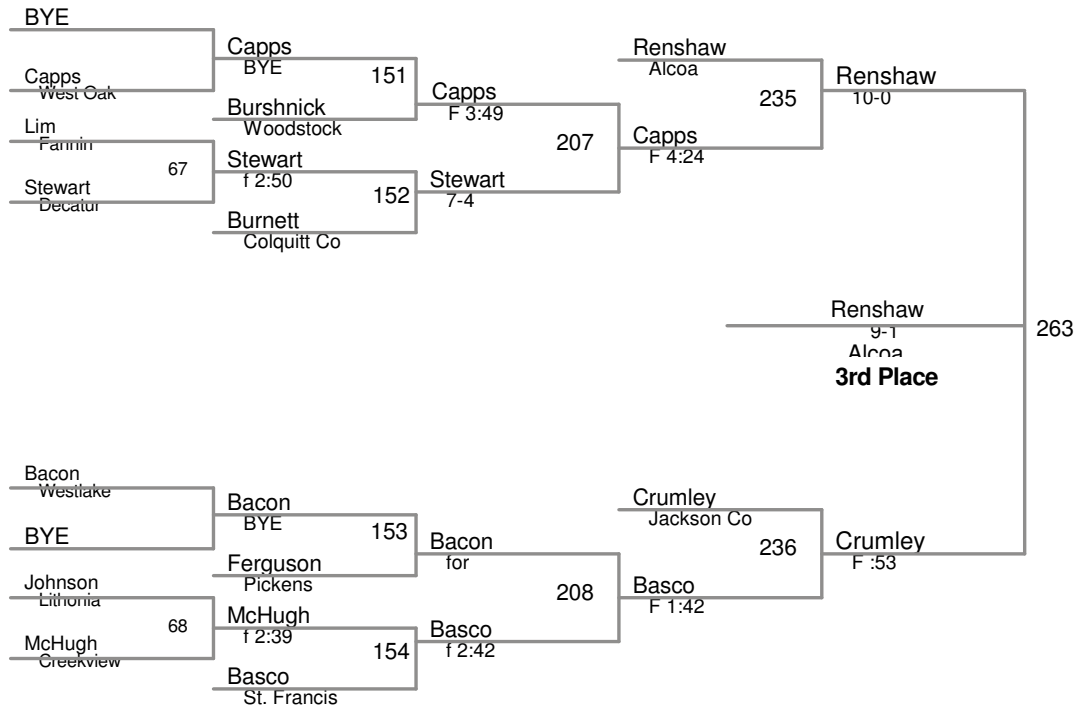 BYE
Capps
West Oak
Lim
Fannin
67
Stewart
Decatur
Capps
BYE
151
Burshnick
Woodstock
Stewart
f 2:50
152
Burnett
Colquitt Co
Capps
F 3:49
207
Stewart
7-4
Renshaw
Alcoa
235
Capps
F 4:24
Renshaw
10-0
Renshaw
9-1
Alcoa
3rd Place
263
Bacon
Westlake
BYE
Johnson
Lithonia
68
McHugh
Creekview
Bacon
BYE
153
Ferguson
Pickens
McHugh
f 2:39
154
Basco
St. Francis
Bacon
for
208
Basco
f 2:42
Crumley
Jackson Co
236
Basco
F 1:42
Crumley
F :53